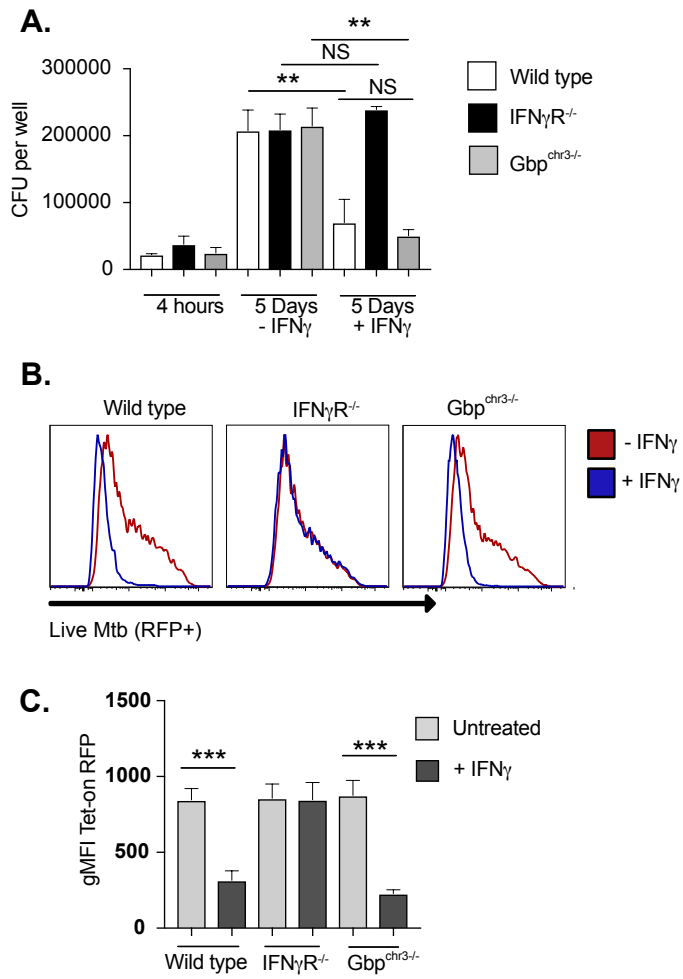 A.
**
NS
**
NS
300000
200000
100000
0
CFU per well
Wild type
IFNγR-/-
Gbpchr3-/-
4 hours
5 Days
- IFNγ
5 Days
+ IFNγ
B.
Wild type
IFNγR-/-
Gbpchr3-/-
- IFNγ
+ IFNγ
Live Mtb (RFP+)
C.
1500
1000
500
0
gMFI Tet-on RFP
***
***
Untreated
+ IFNγ
Wild type
IFNγR-/-
Gbpchr3-/-